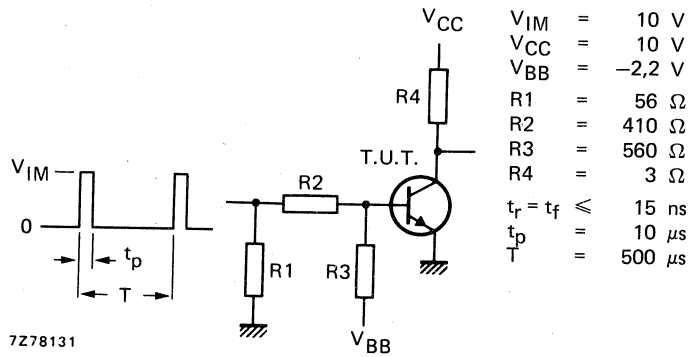 V_CC
R4
T.U.T.
V_IM
0
R2
R1
R3
t_p
T
V_BB
7Z78131
V_IM = 10 V
V_CC = 10 V
V_BB = −2,2 V
R1 = 56 Ω
R2 = 410 Ω
R3 = 560 Ω
R4 = 3 Ω
t_r = t_f ⩽ 15 ns
t_p = 10 μs
T = 500 μs